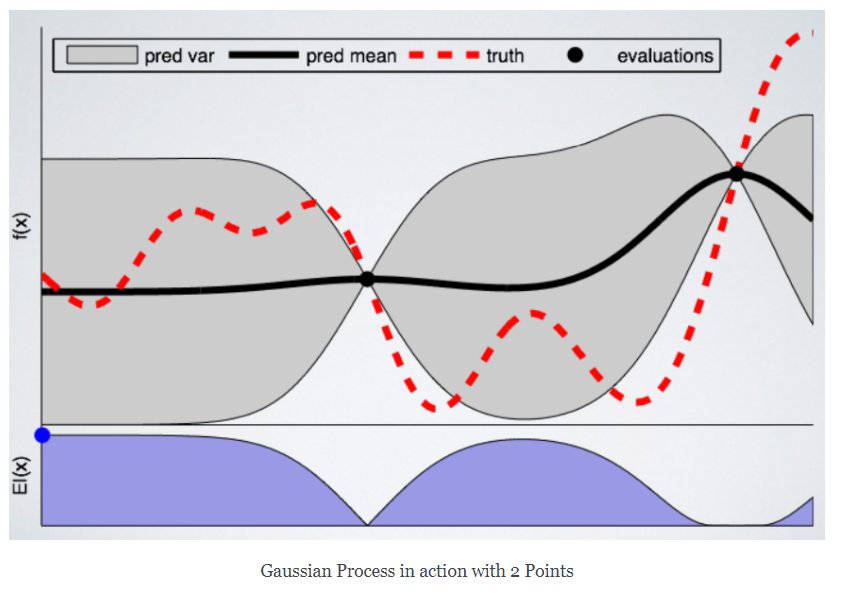 pred var pred mean truth evaluations
f(x)
EI(x)
Gaussian Process in action with 2 Points